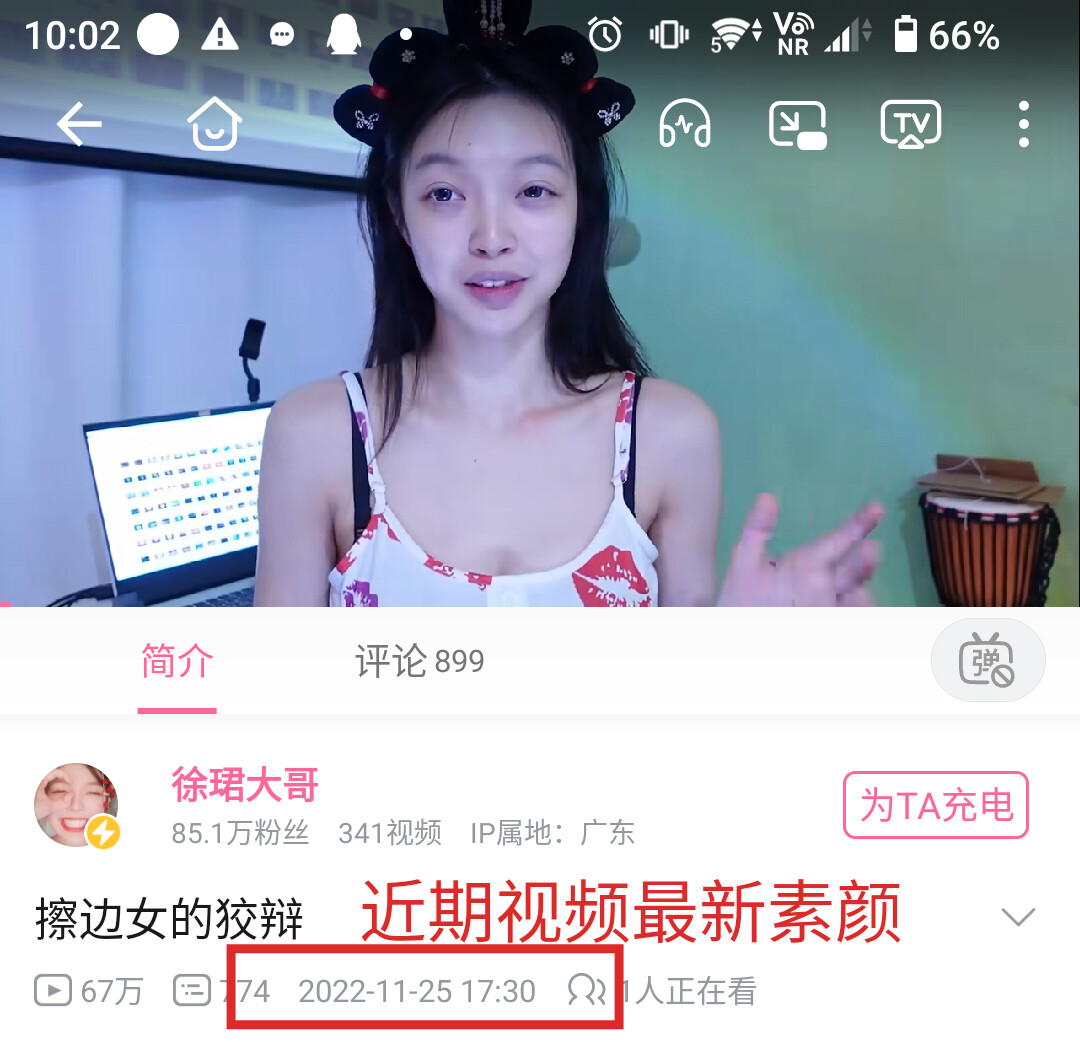 10:02 5 Vo NR 66%
TV
简介 评论 899 弹
徐珺大哥
85.1万粉丝 341视频 IP属地：广东 为TA充电
擦边女的狡辩 近期视频最新素颜
67万 774 2022-11-25 17:30 1人正在看